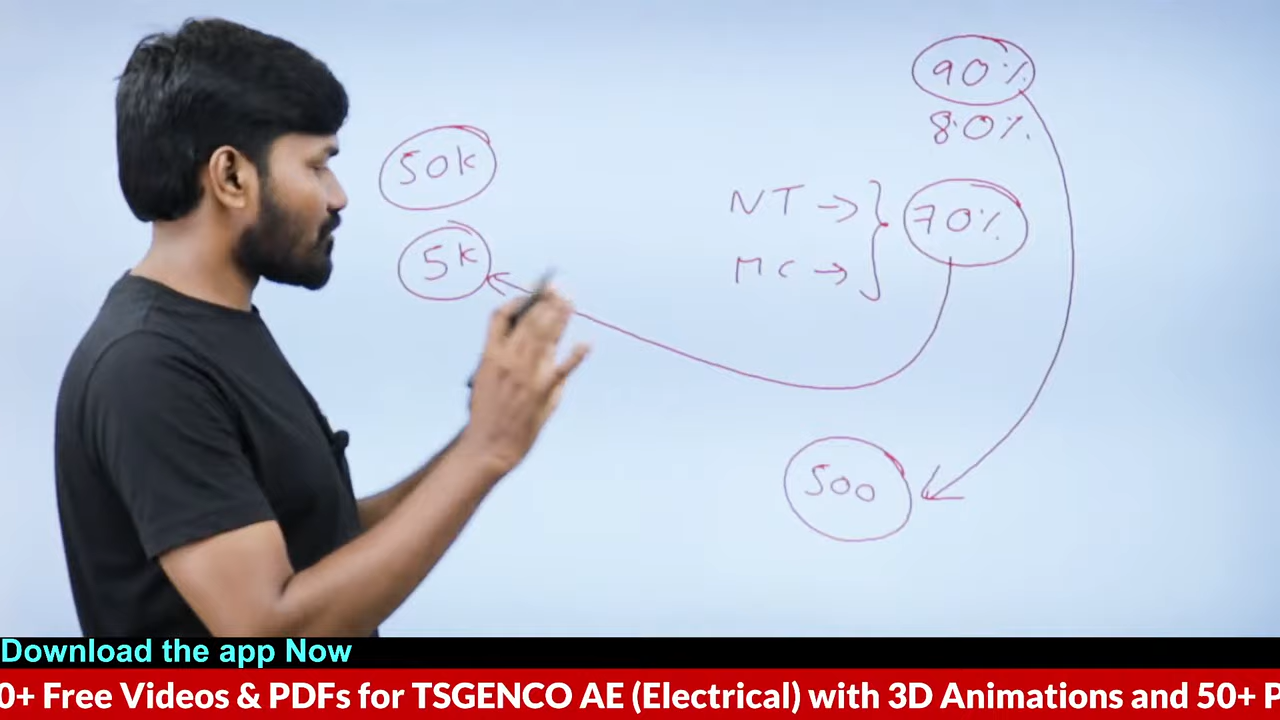 90%
80%
50k
NT → 70%
5k
MC →
500
Download the app Now
0+ Free Videos & PDFs for TSGENCO AE (Electrical) with 3D Animations and 50+ P